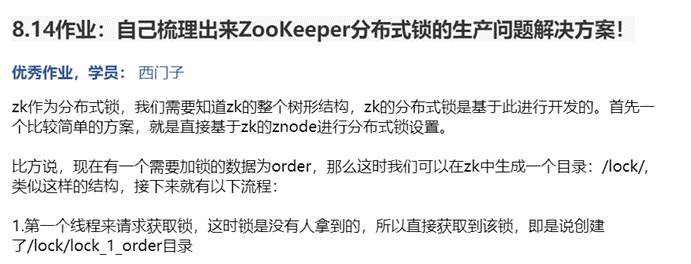 8.14作业：自己梳理出来ZooKeeper分布式锁的生产问题解决方案！
优秀作业，学员： 西门子
zk作为分布式锁，我们需要知道zk的整个树形结构，zk的分布式锁是基于此进行开发的。首先一
个比较简单的方案，就是直接基于zk的znode进行分布式锁设置。
比方说，现在有一个需要加锁的数据为order，那么这时我们可以在zk中生成一个目录：/lock/，
类似这样的结构，接下来就有以下流程：
1.第一个线程来请求获取锁，这时锁是没有人拿到的，所以直接获取到该锁，即是说创建
了/lock/lock_1_order目录